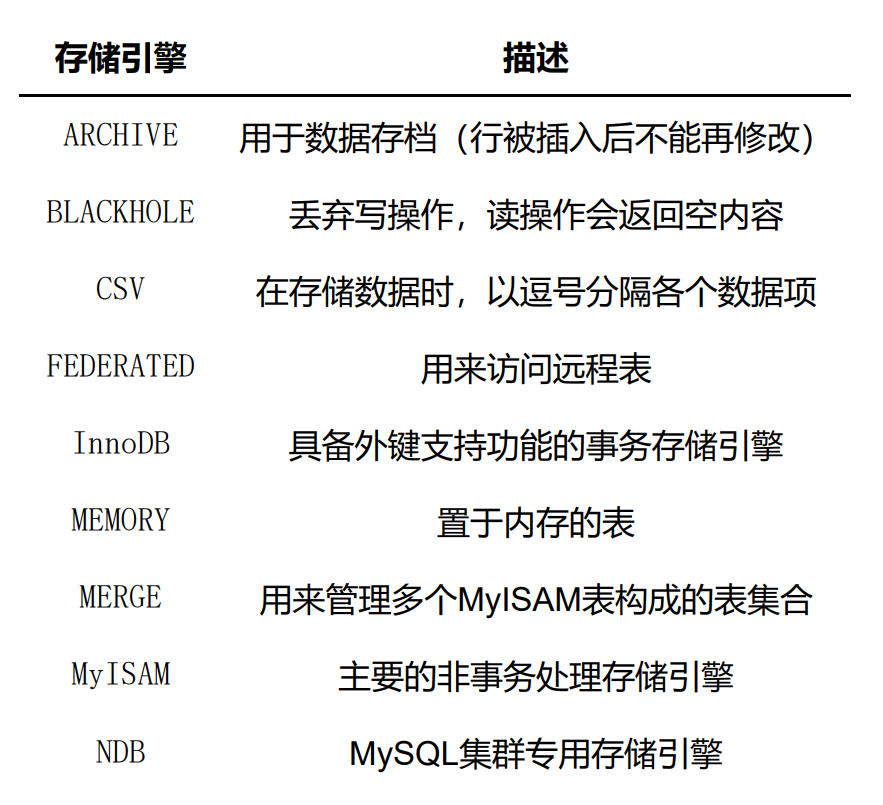 存储引擎 描述
ARCHIVE 用于数据存档（行被插入后不能再修改）
BLACKHOLE 丢弃写操作，读操作会返回空内容
CSV 在存储数据时，以逗号分隔各个数据项
FEDERATED 用来访问远程表
InnoDB 具备外键支持功能的事务存储引擎
MEMORY 置于内存的表
MERGE 用来管理多个MyISAM表构成的表集合
MyISAM 主要的非事务处理存储引擎
NDB MySQL集群专用存储引擎